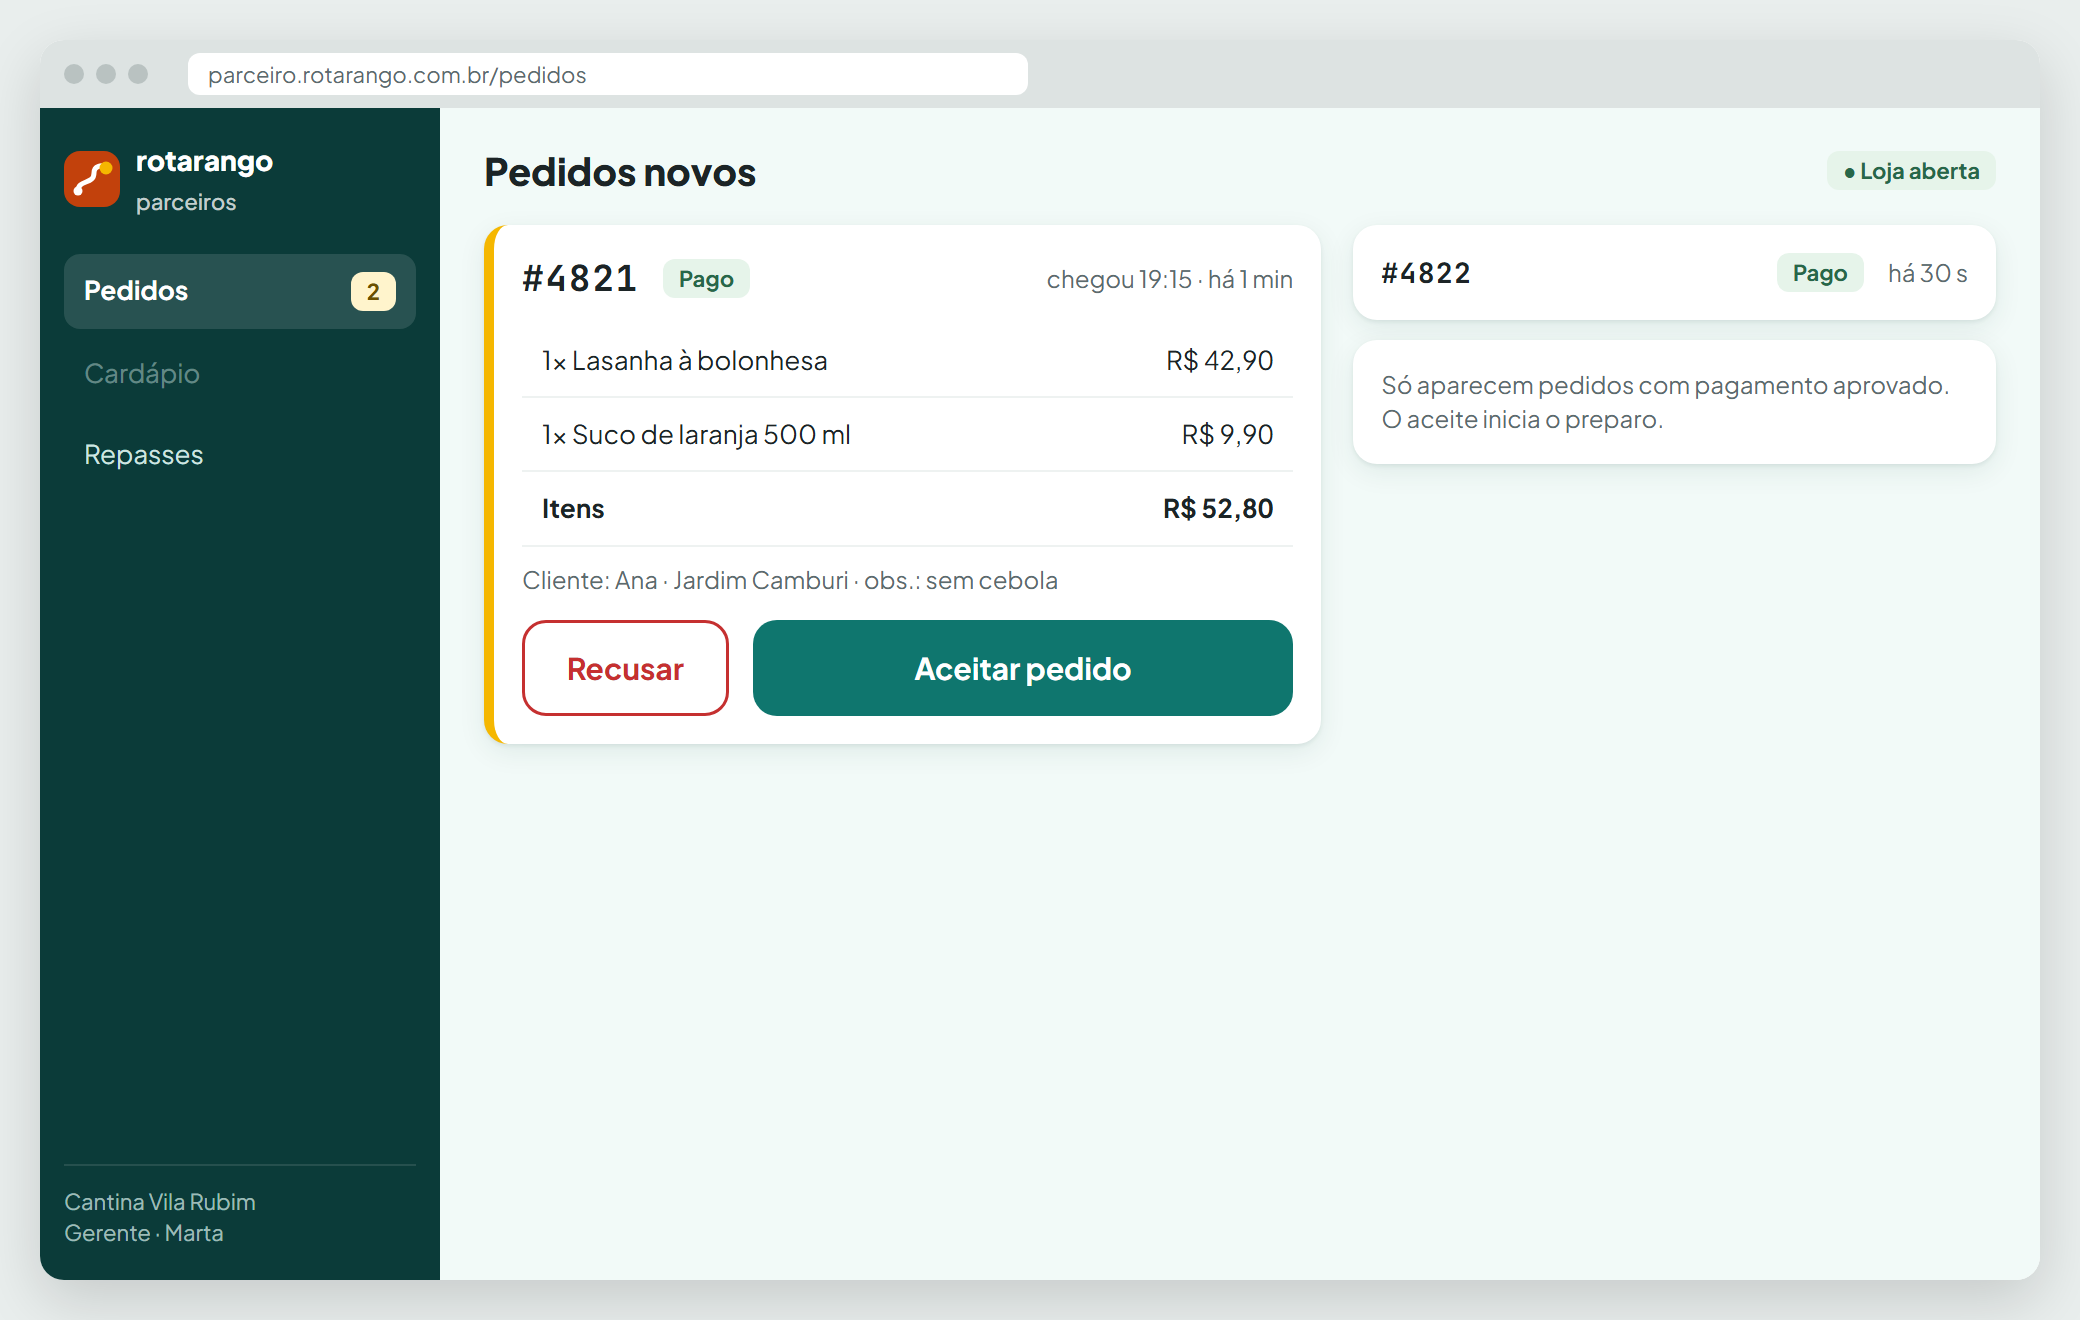 parceiro.rotarango.com.br/pedidos
rotarango
parceiros
Pedidos 2
Cardápio
Repasses
Cantina Vila Rubim
Gerente · Marta
Pedidos novos
● Loja aberta
#4821 Pago chegou 19:15 · há 1 min
1× Lasanha à bolonhesa R$ 42,90
1× Suco de laranja 500 ml R$ 9,90
Itens R$ 52,80
Cliente: Ana · Jardim Camburi · obs.: sem cebola
Recusar Aceitar pedido
#4822 Pago há 30 s
Só aparecem pedidos com pagamento aprovado.
O aceite inicia o preparo.